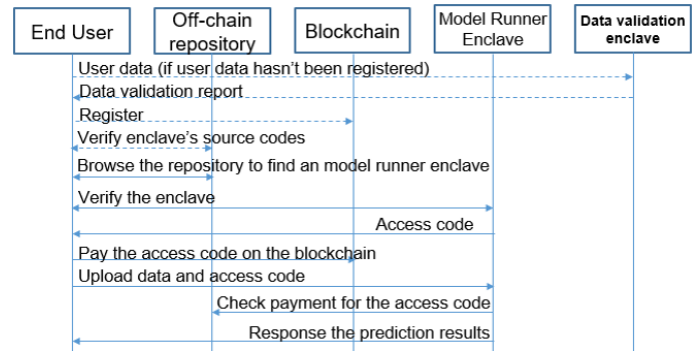 End User
Off-chain
repository
Blockchain
Model Runner
Enclave
Data validation
enclave
User data (if user data hasn't been registered)
Data validation report
Register
Verify enclave's source codes
Browse the repository to find an model runner enclave
Verify the enclave
Access code
Pay the access code on the blockchain
Upload data and access code
Check payment for the access code
Response the prediction results